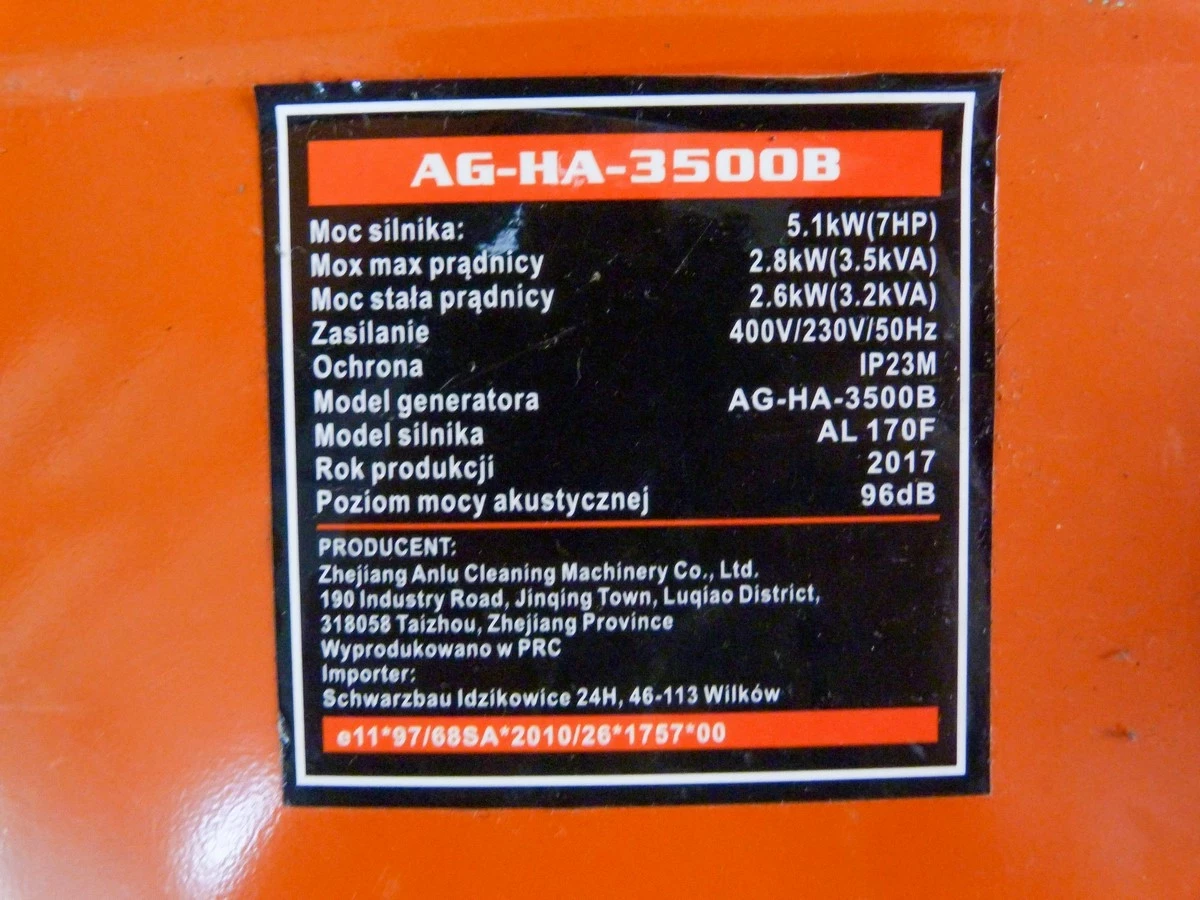 AG-HA-3500B
Moc silnika: 5.1kW(7HP)
Mox max prądnicy 2.8kW(3.5kVA)
Moc stała prądnicy 2.6kW(3.2kVA)
Zasilanie 400V/230V/50Hz
Ochrona IP23M
Model generatora AG-HA-3500B
Model silnika AL 170F
Rok produkcji 2017
Poziom mocy akustycznej 96dB
PRODUCENT:
Zhejiang Anlu Cleaning Machinery Co., Ltd.
190 Industry Road, Jinqing Town, Luqiao District,
318058 Taizhou, Zhejiang Province
Wyprodukowano w PRC
Importer:
Schwarzbau Idzikowice 24H, 46-113 Wilków
e11*97/68SA*2010/26*1757*00